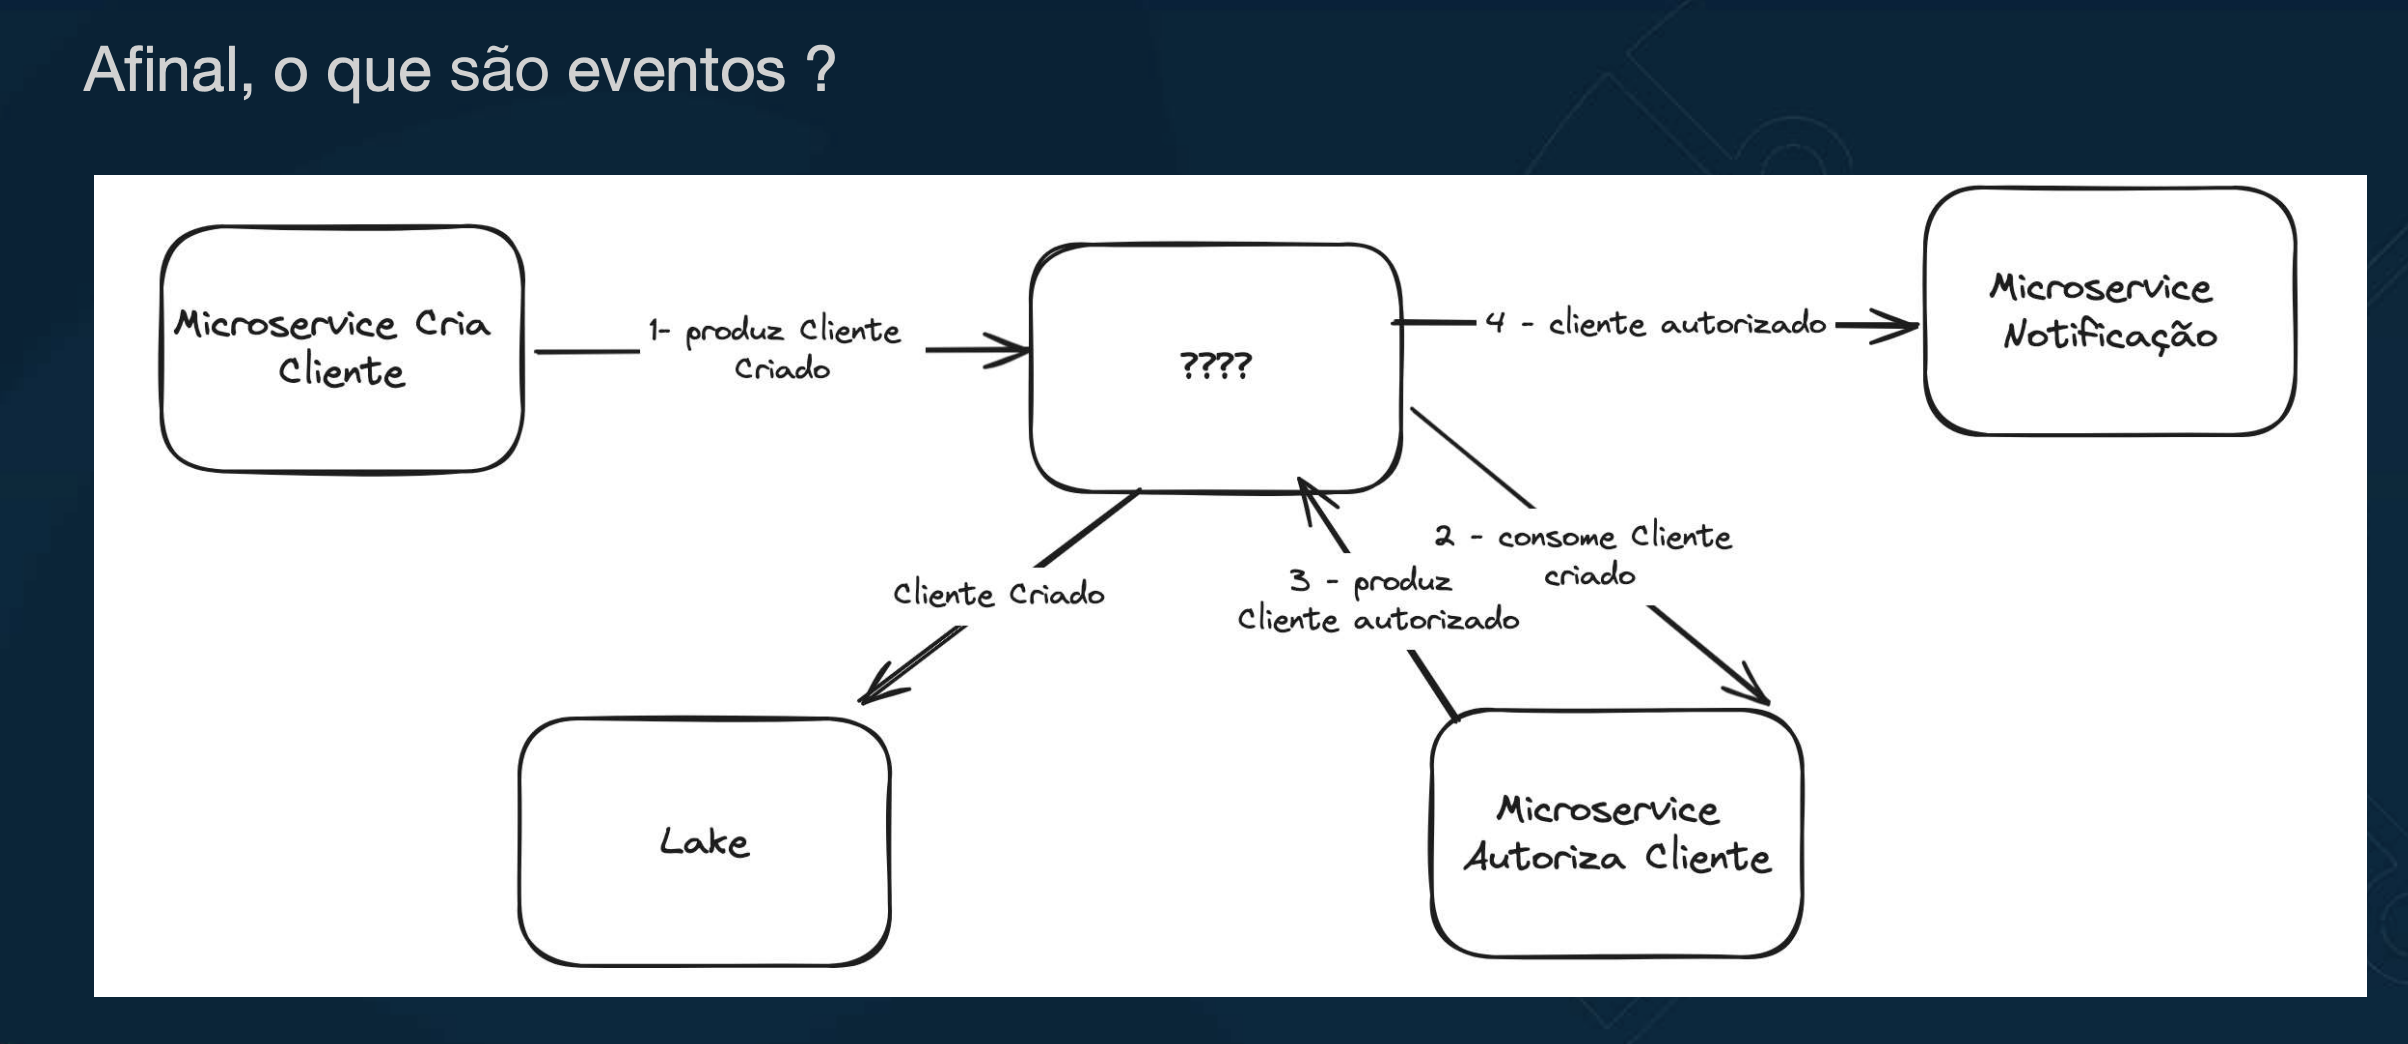 Afinal, o que são eventos ?
Microservice Cria
Cliente
1- produz Cliente
Criado
????
4 - cliente autorizado
Microservice
Notificação
2 - consome Cliente
criado
3 - produz
Cliente autorizado
Cliente Criado
Lake
Microservice
Autoriza Cliente